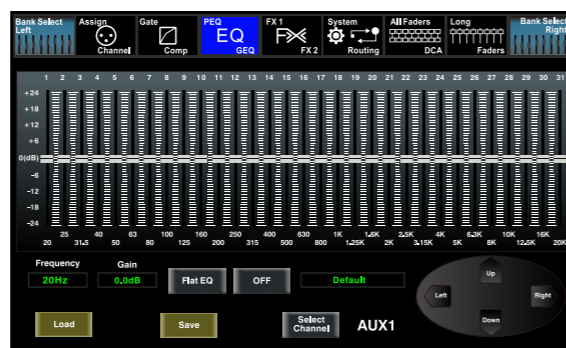 Bank Select Left
Assign Channel
Gate Comp
PEQ EQ GEQ
FX 1 FX 2
System Routing
All Faders DCA
Long Faders
Bank Select Right
1 2 3 4 5 6 7 8 9 10 11 12 13 14 15 16 17 18 19 20 21 22 23 24 25 26 27 28 29 30 31
+24
+18
+12
+6
0(dB)
-6
-12
-18
-24
25 40 63 100 160 250 400 630 1K 1.6K 2.5K 4K 6.3K 10K 16K
20 31.5 50 80 125 200 315 500 800 1.25K 2K 3.15K 5K 8K 12.5K 20K
Frequency Gain
20Hz 0.0dB Flat EQ OFF Default
Up
Left Right
Down
Load Save Select Channel AUX1